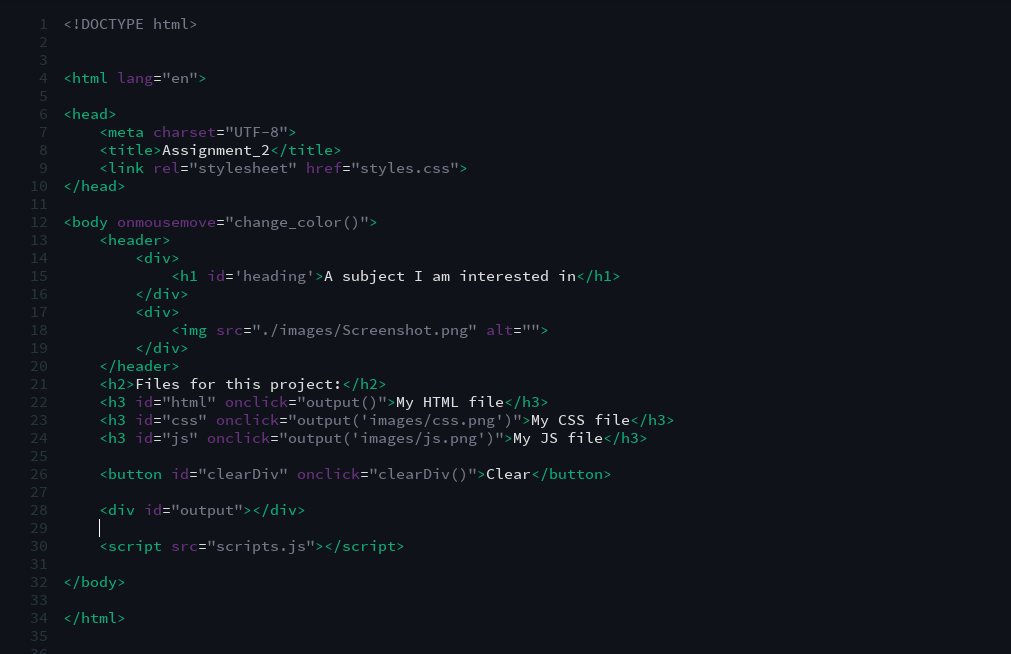 1 <!DOCTYPE html>
2
3
4 <html lang="en">
5
6 <head>
7     <meta charset="UTF-8">
8     <title>Assignment_2</title>
9     <link rel="stylesheet" href="styles.css">
10 </head>
11
12 <body onmousemove="change_color()">
13     <header>
14         <div>
15             <h1 id='heading'>A subject I am interested in</h1>
16         </div>
17         <div>
18             <img src="./images/Screenshot.png" alt="">
19         </div>
20     </header>
21     <h2>Files for this project:</h2>
22     <h3 id="html" onclick="output()">My HTML file</h3>
23     <h3 id="css" onclick="output('images/css.png')">My CSS file</h3>
24     <h3 id="js" onclick="output('images/js.png')">My JS file</h3>
25
26     <button id="clearDiv" onclick="clearDiv()">Clear</button>
27
28     <div id="output"></div>
29
30     <script src="scripts.js"></script>
31
32 </body>
33
34 </html>
35
36